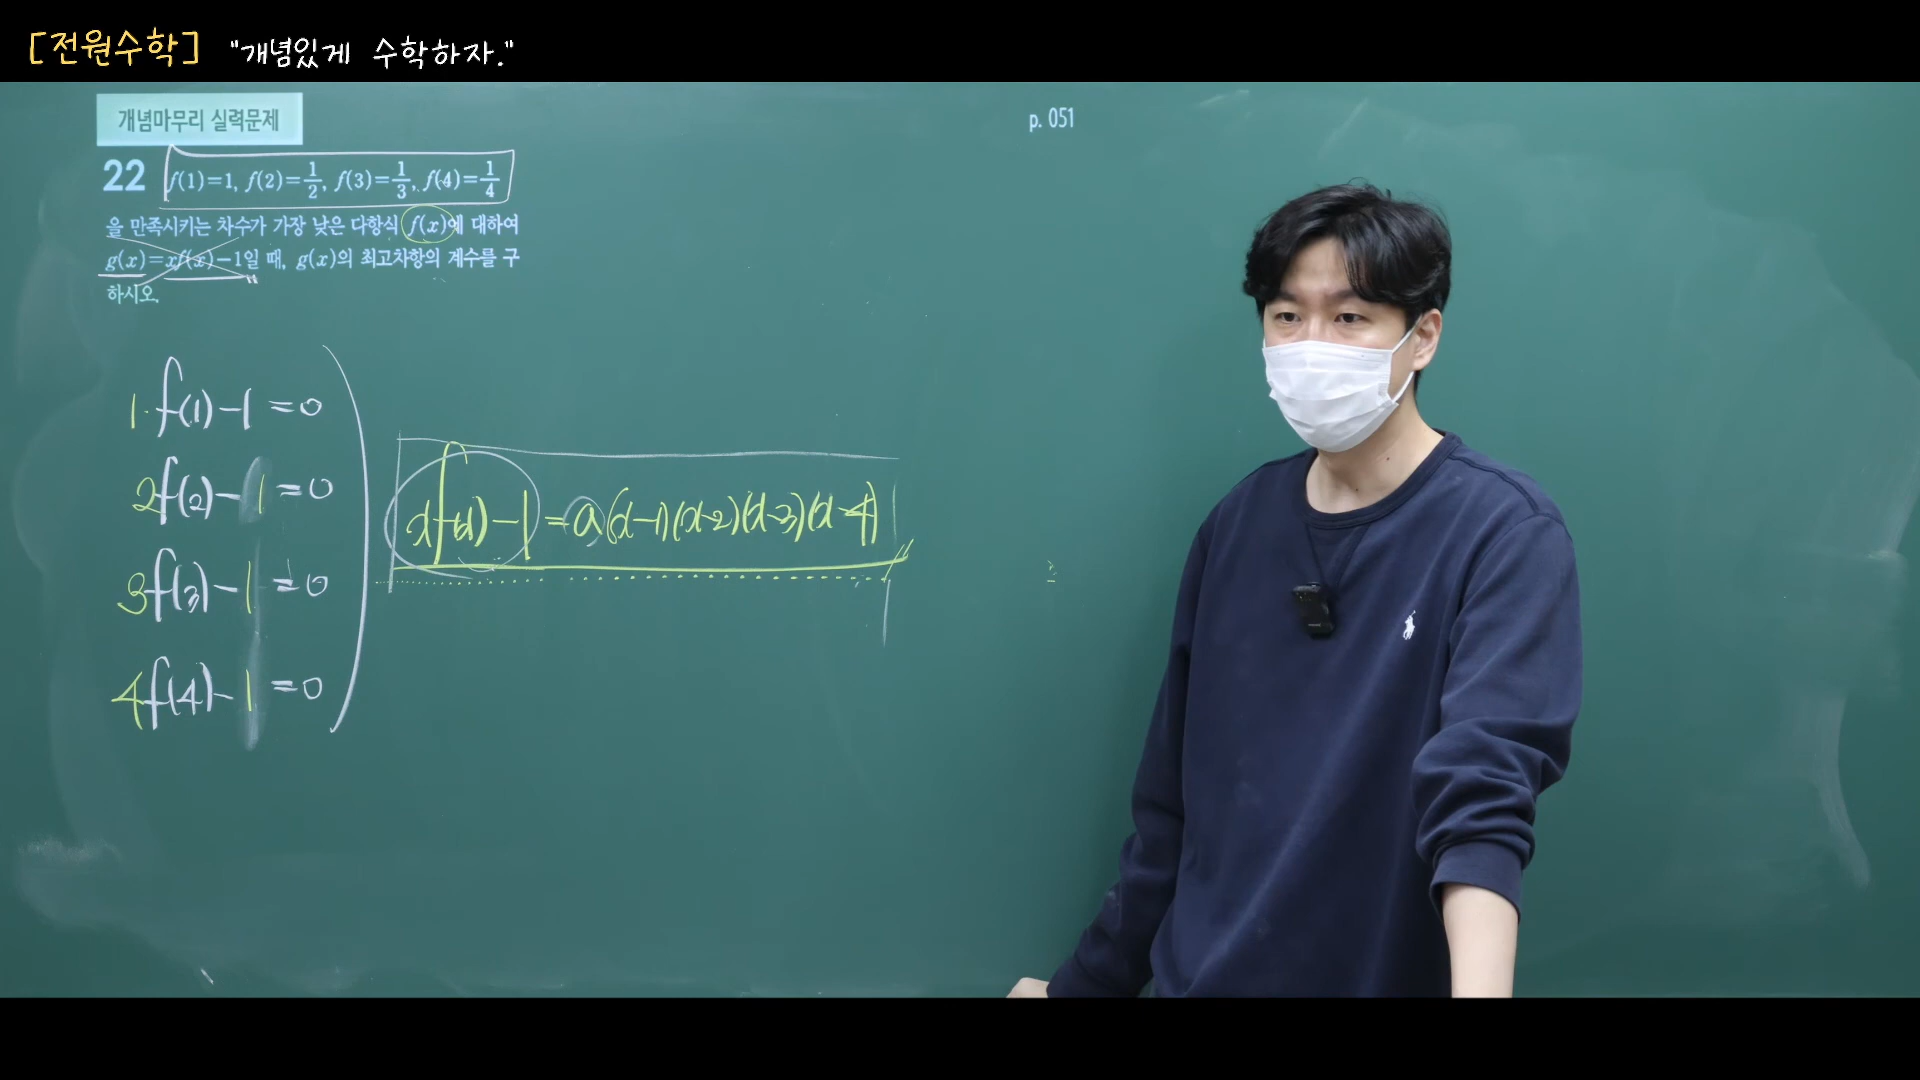 [전원수학] "개념있게 수학하자."
개념마무리 실력문제
p. 051
22 f(1)=1, f(2)=1/2, f(3)=1/3, f(4)=1/4
을 만족시키는 차수가 가장 낮은 다항식 f(x)에 대하여
g(x)=xf(x)-1일 때, g(x)의 최고차항의 계수를 구
하시오.
1·f(1)-1=0
2f(2)-1=0
3f(3)-1=0
4f(4)-1=0
xf(x)-1=a(x-1)(x-2)(x-3)(x-4)